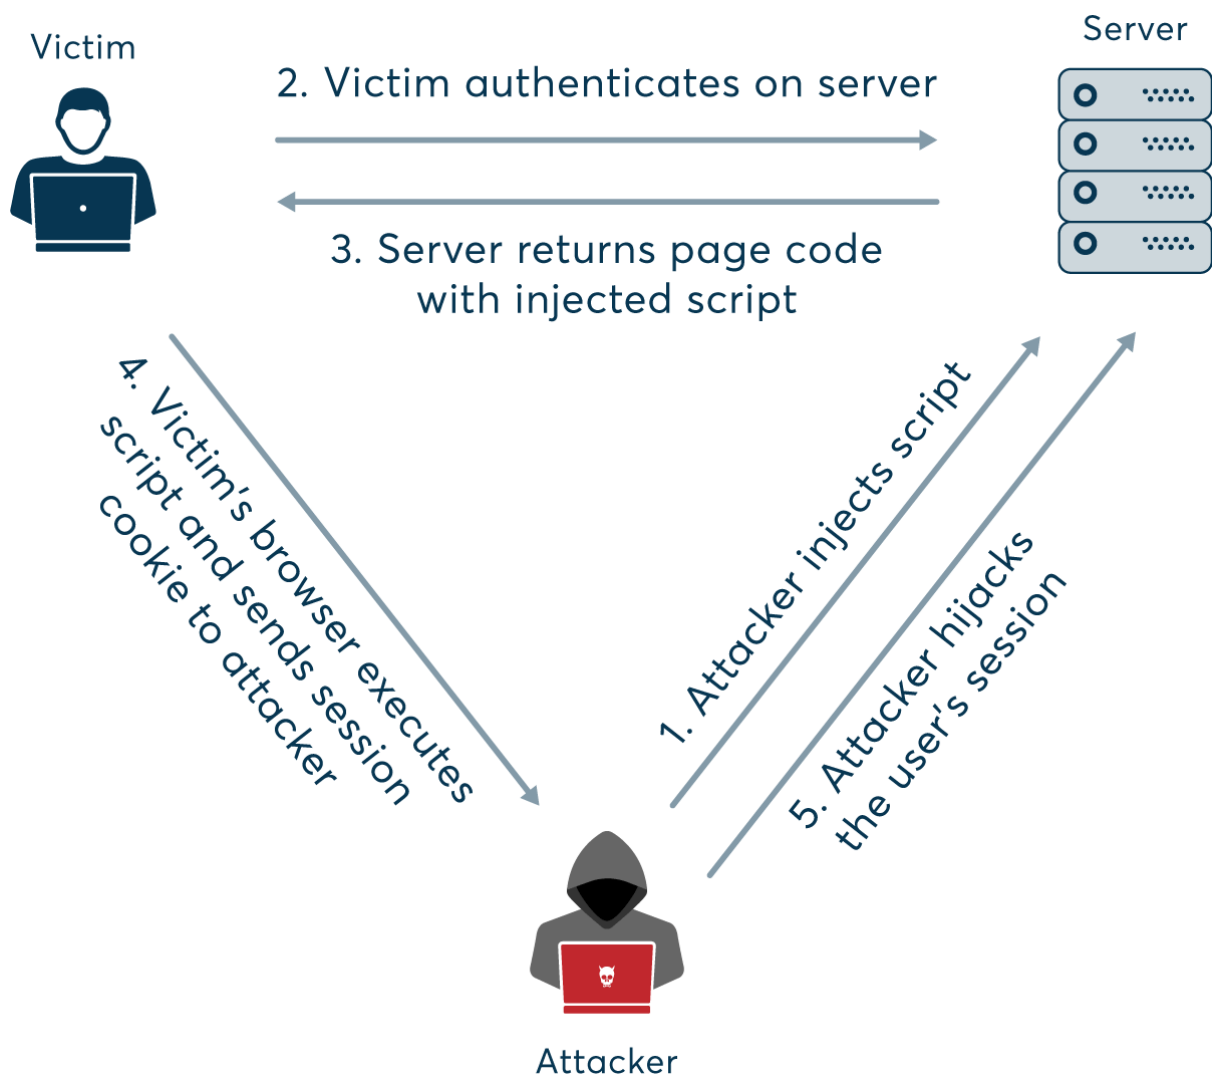 Victim
Server
2. Victim authenticates on server
3. Server returns page code
with injected script
4. Victim's browser executes
script and sends session
cookie to attacker
1. Attacker injects script
5. Attacker hijacks
the user's session
Attacker